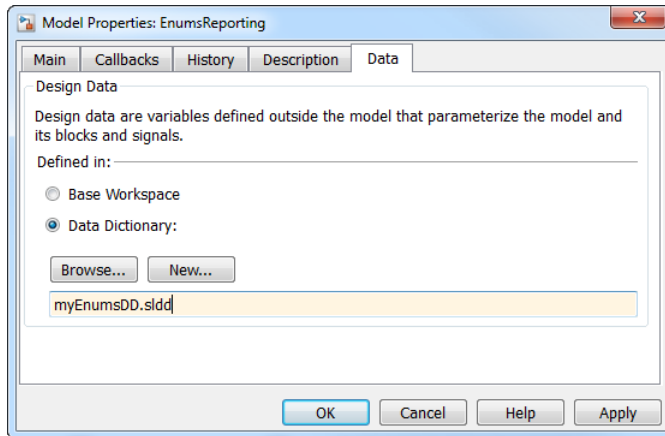 Model Properties: EnumsReporting
Main
Callbacks
History
Description
Data
Design Data
Design data are variables defined outside the model that parameterize the model and
its blocks and signals.
Defined in:
Base Workspace
Data Dictionary:
Browse...
New...
myEnumsDD.sldd
OK
Cancel
Help
Apply